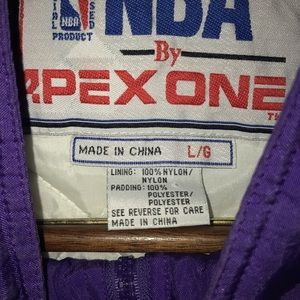 NBA
NBA
PRODUCT
By
APEX ONE
MADE IN CHINA L/G
LINING: 100% NYLON/
NYLON
PADDING: 100%
POLYESTER/
POLYESTER
SEE REVERSE FOR CARE
MADE IN CHINA